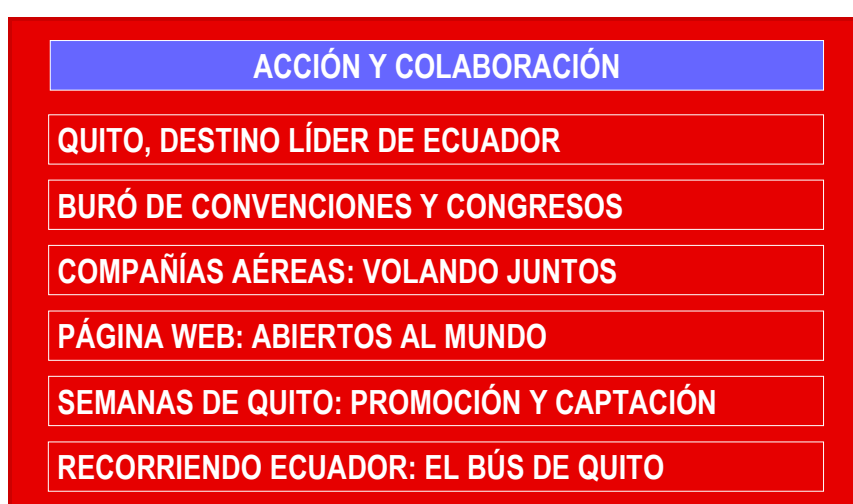 ACCIÓN Y COLABORACIÓN
QUITO, DESTINO LÍDER DE ECUADOR
BURÓ DE CONVENCIONES Y CONGRESOS
COMPAÑÍAS AÉREAS: VOLANDO JUNTOS
PÁGINA WEB: ABIERTOS AL MUNDO
SEMANAS DE QUITO: PROMOCIÓN Y CAPTACIÓN
RECORRIENDO ECUADOR: EL BÚS DE QUITO